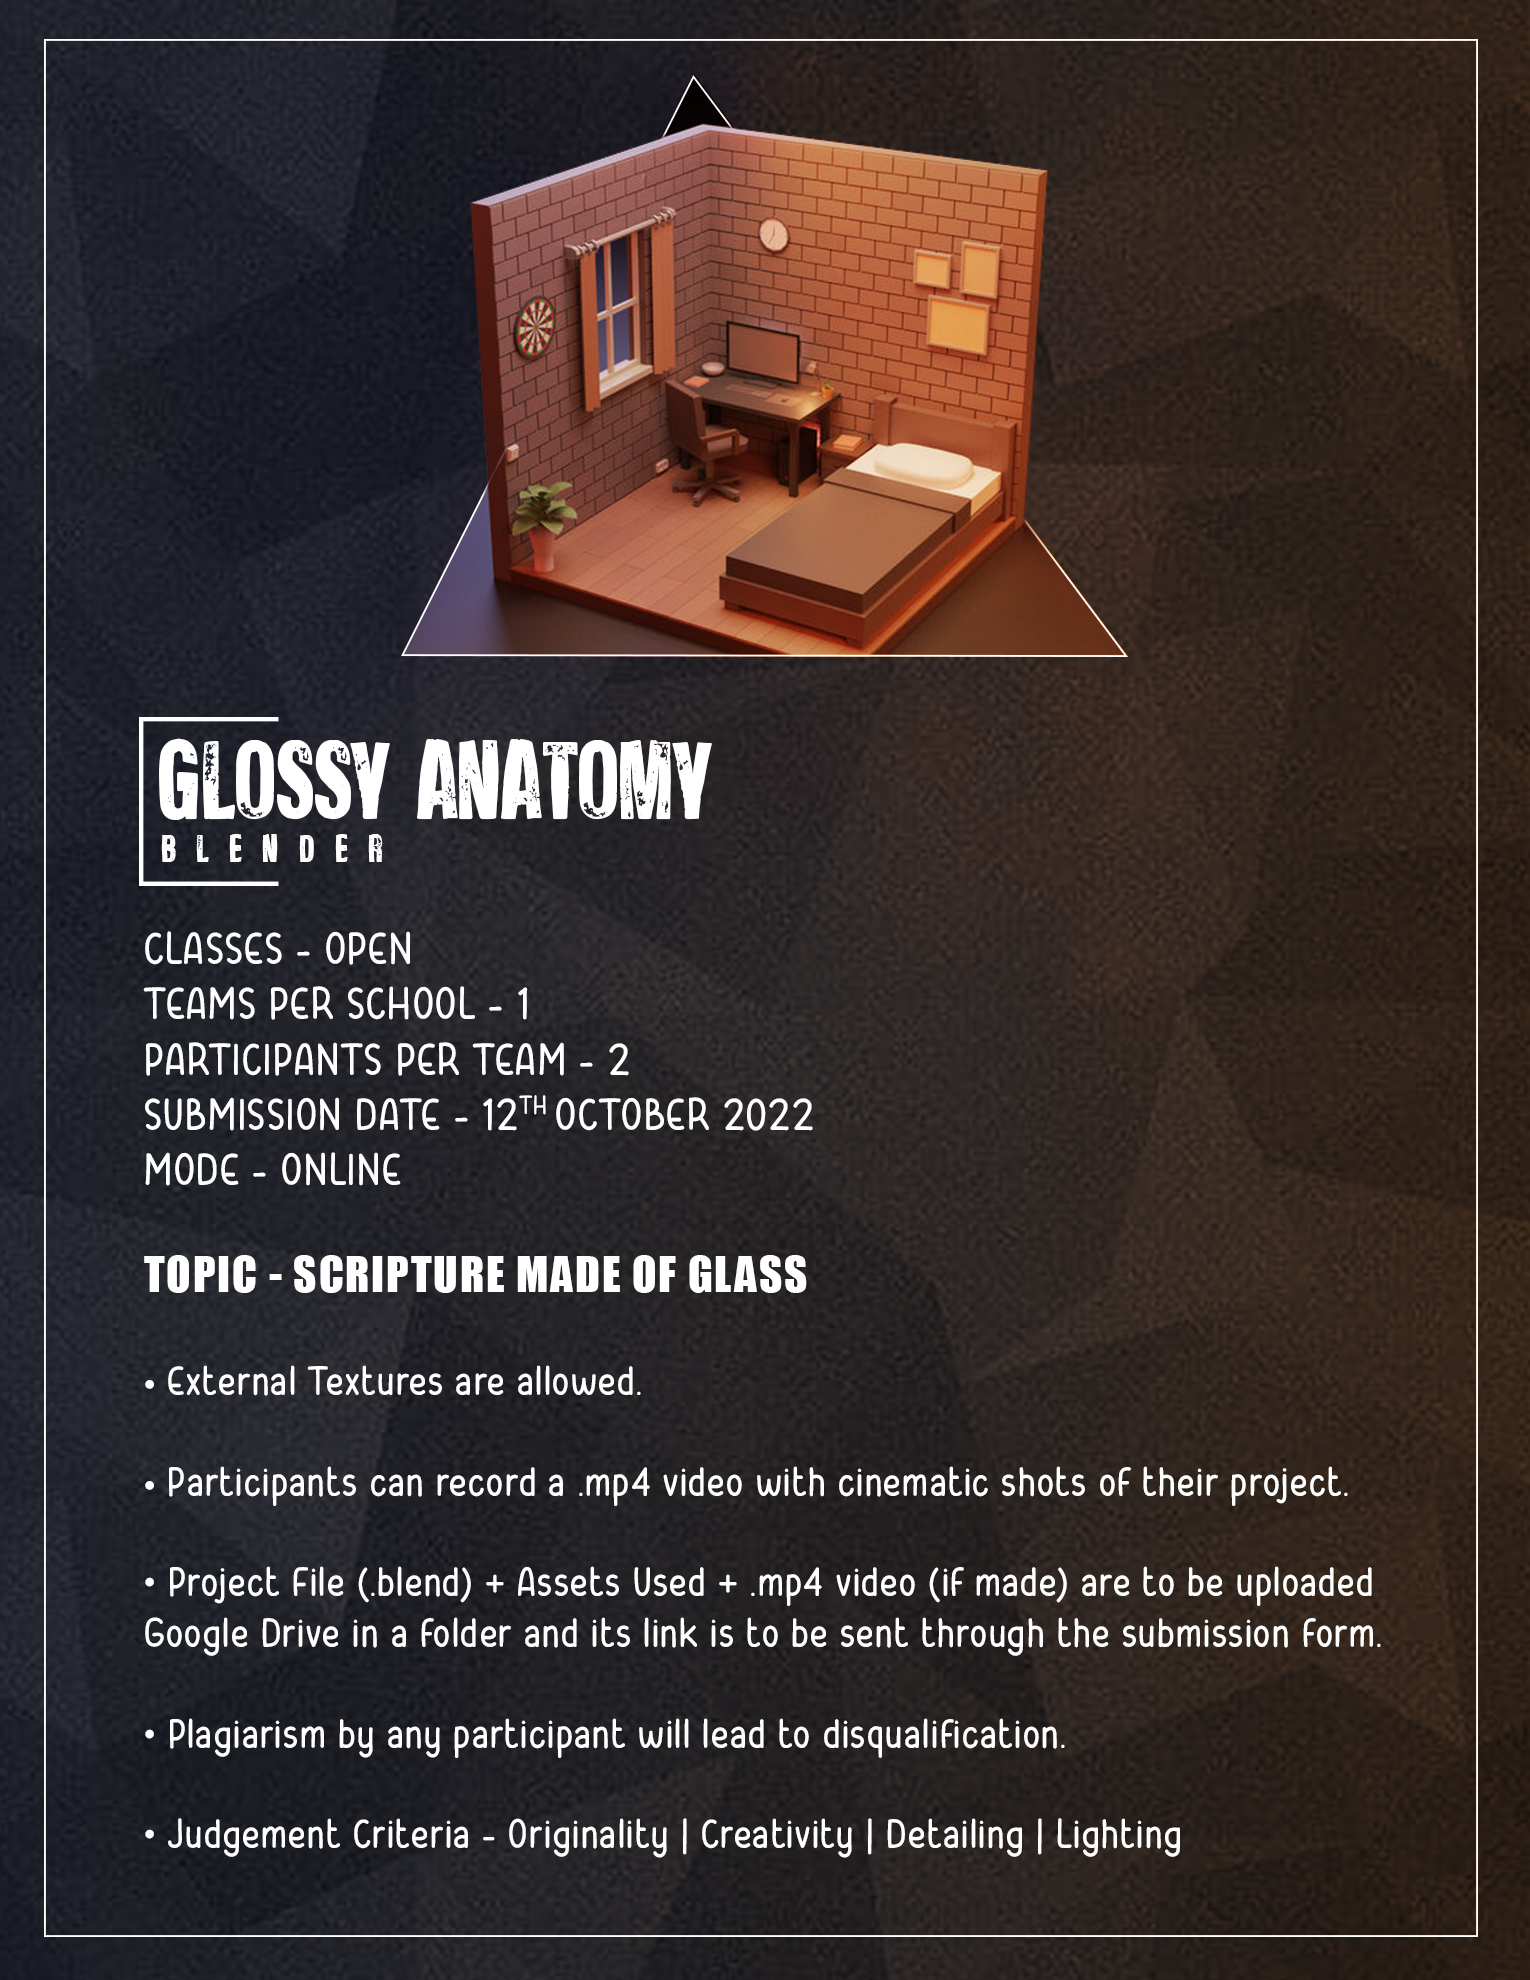 GLOSSY ANATOMY
BLENDER
CLASSES - OPEN
TEAMS PER SCHOOL - 1
PARTICIPANTS PER TEAM - 2
SUBMISSION DATE - 12TH OCTOBER 2022
MODE - ONLINE
TOPIC - SCRIPTURE MADE OF GLASS
• External Textures are allowed.
• Participants can record a .mp4 video with cinematic shots of their project.
• Project File (.blend) + Assets Used + .mp4 video (if made) are to be uploaded
Google Drive in a folder and its link is to be sent through the submission form.
• Plagiarism by any participant will lead to disqualification.
• Judgement Criteria - Originality | Creativity | Detailing | Lighting